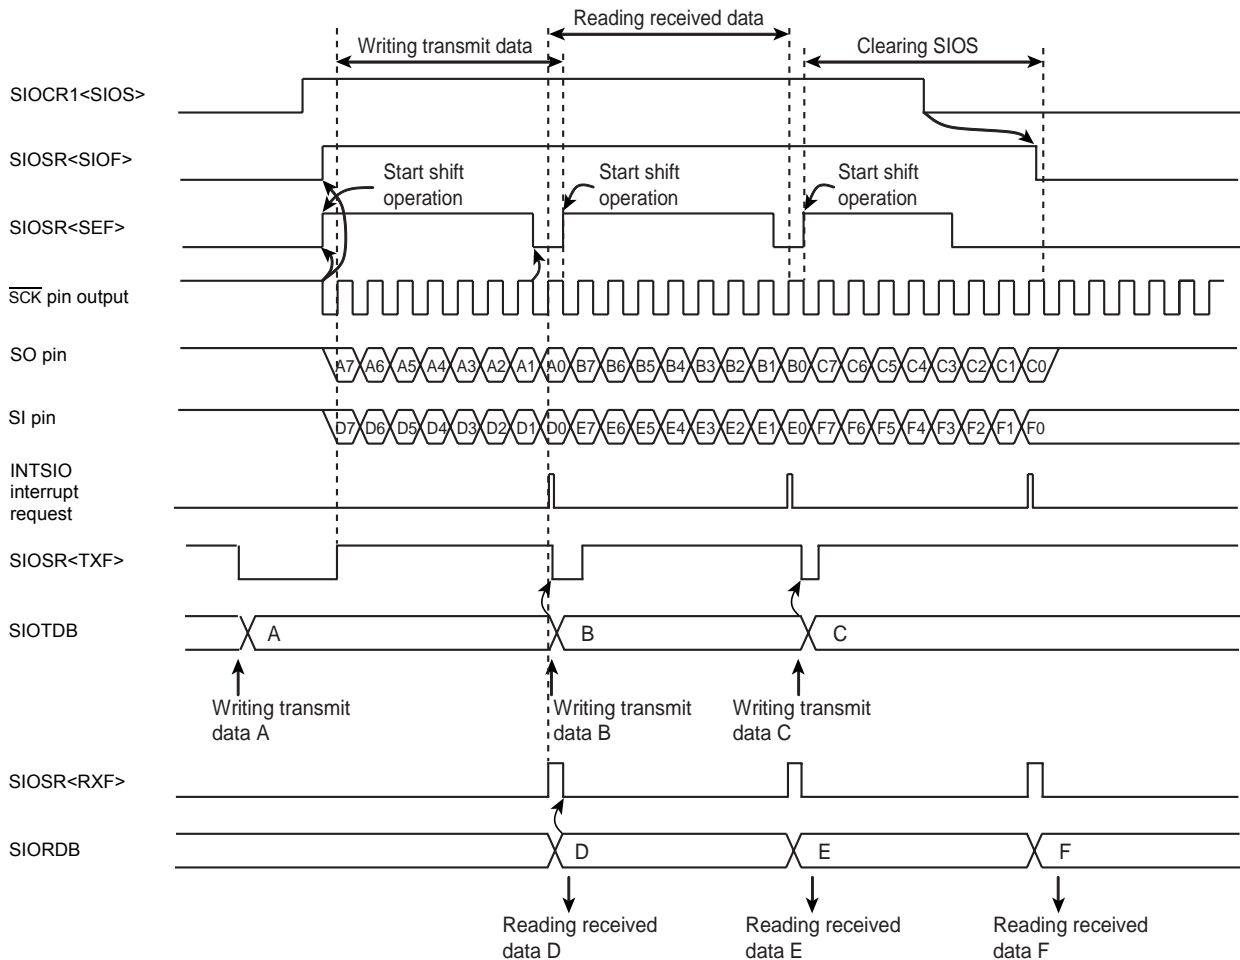 Reading received data
Writing transmit data
Clearing SIOS
SIOCR1<SIOS>
SIOSR<SIOF>
Start shift
operation
Start shift
operation
Start shift
operation
SIOSR<SEF>
SCK pin output
SO pin
A7 A6 A5 A4 A3 A2 A1 A0 B7 B6 B5 B4 B3 B2 B1 B0 C7 C6 C5 C4 C3 C2 C1 C0
SI pin
D7 D6 D5 D4 D3 D2 D1 D0 E7 E6 E5 E4 E3 E2 E1 E0 F7 F6 F5 F4 F3 F2 F1 F0
INTSIO
interrupt
request
SIOSR<TXF>
SIOTDB
A B C
Writing transmit
data A
Writing transmit
data B
Writing transmit
data C
SIOSR<RXF>
SIORDB
D E F
Reading received
data D
Reading received
data E
Reading received
data F